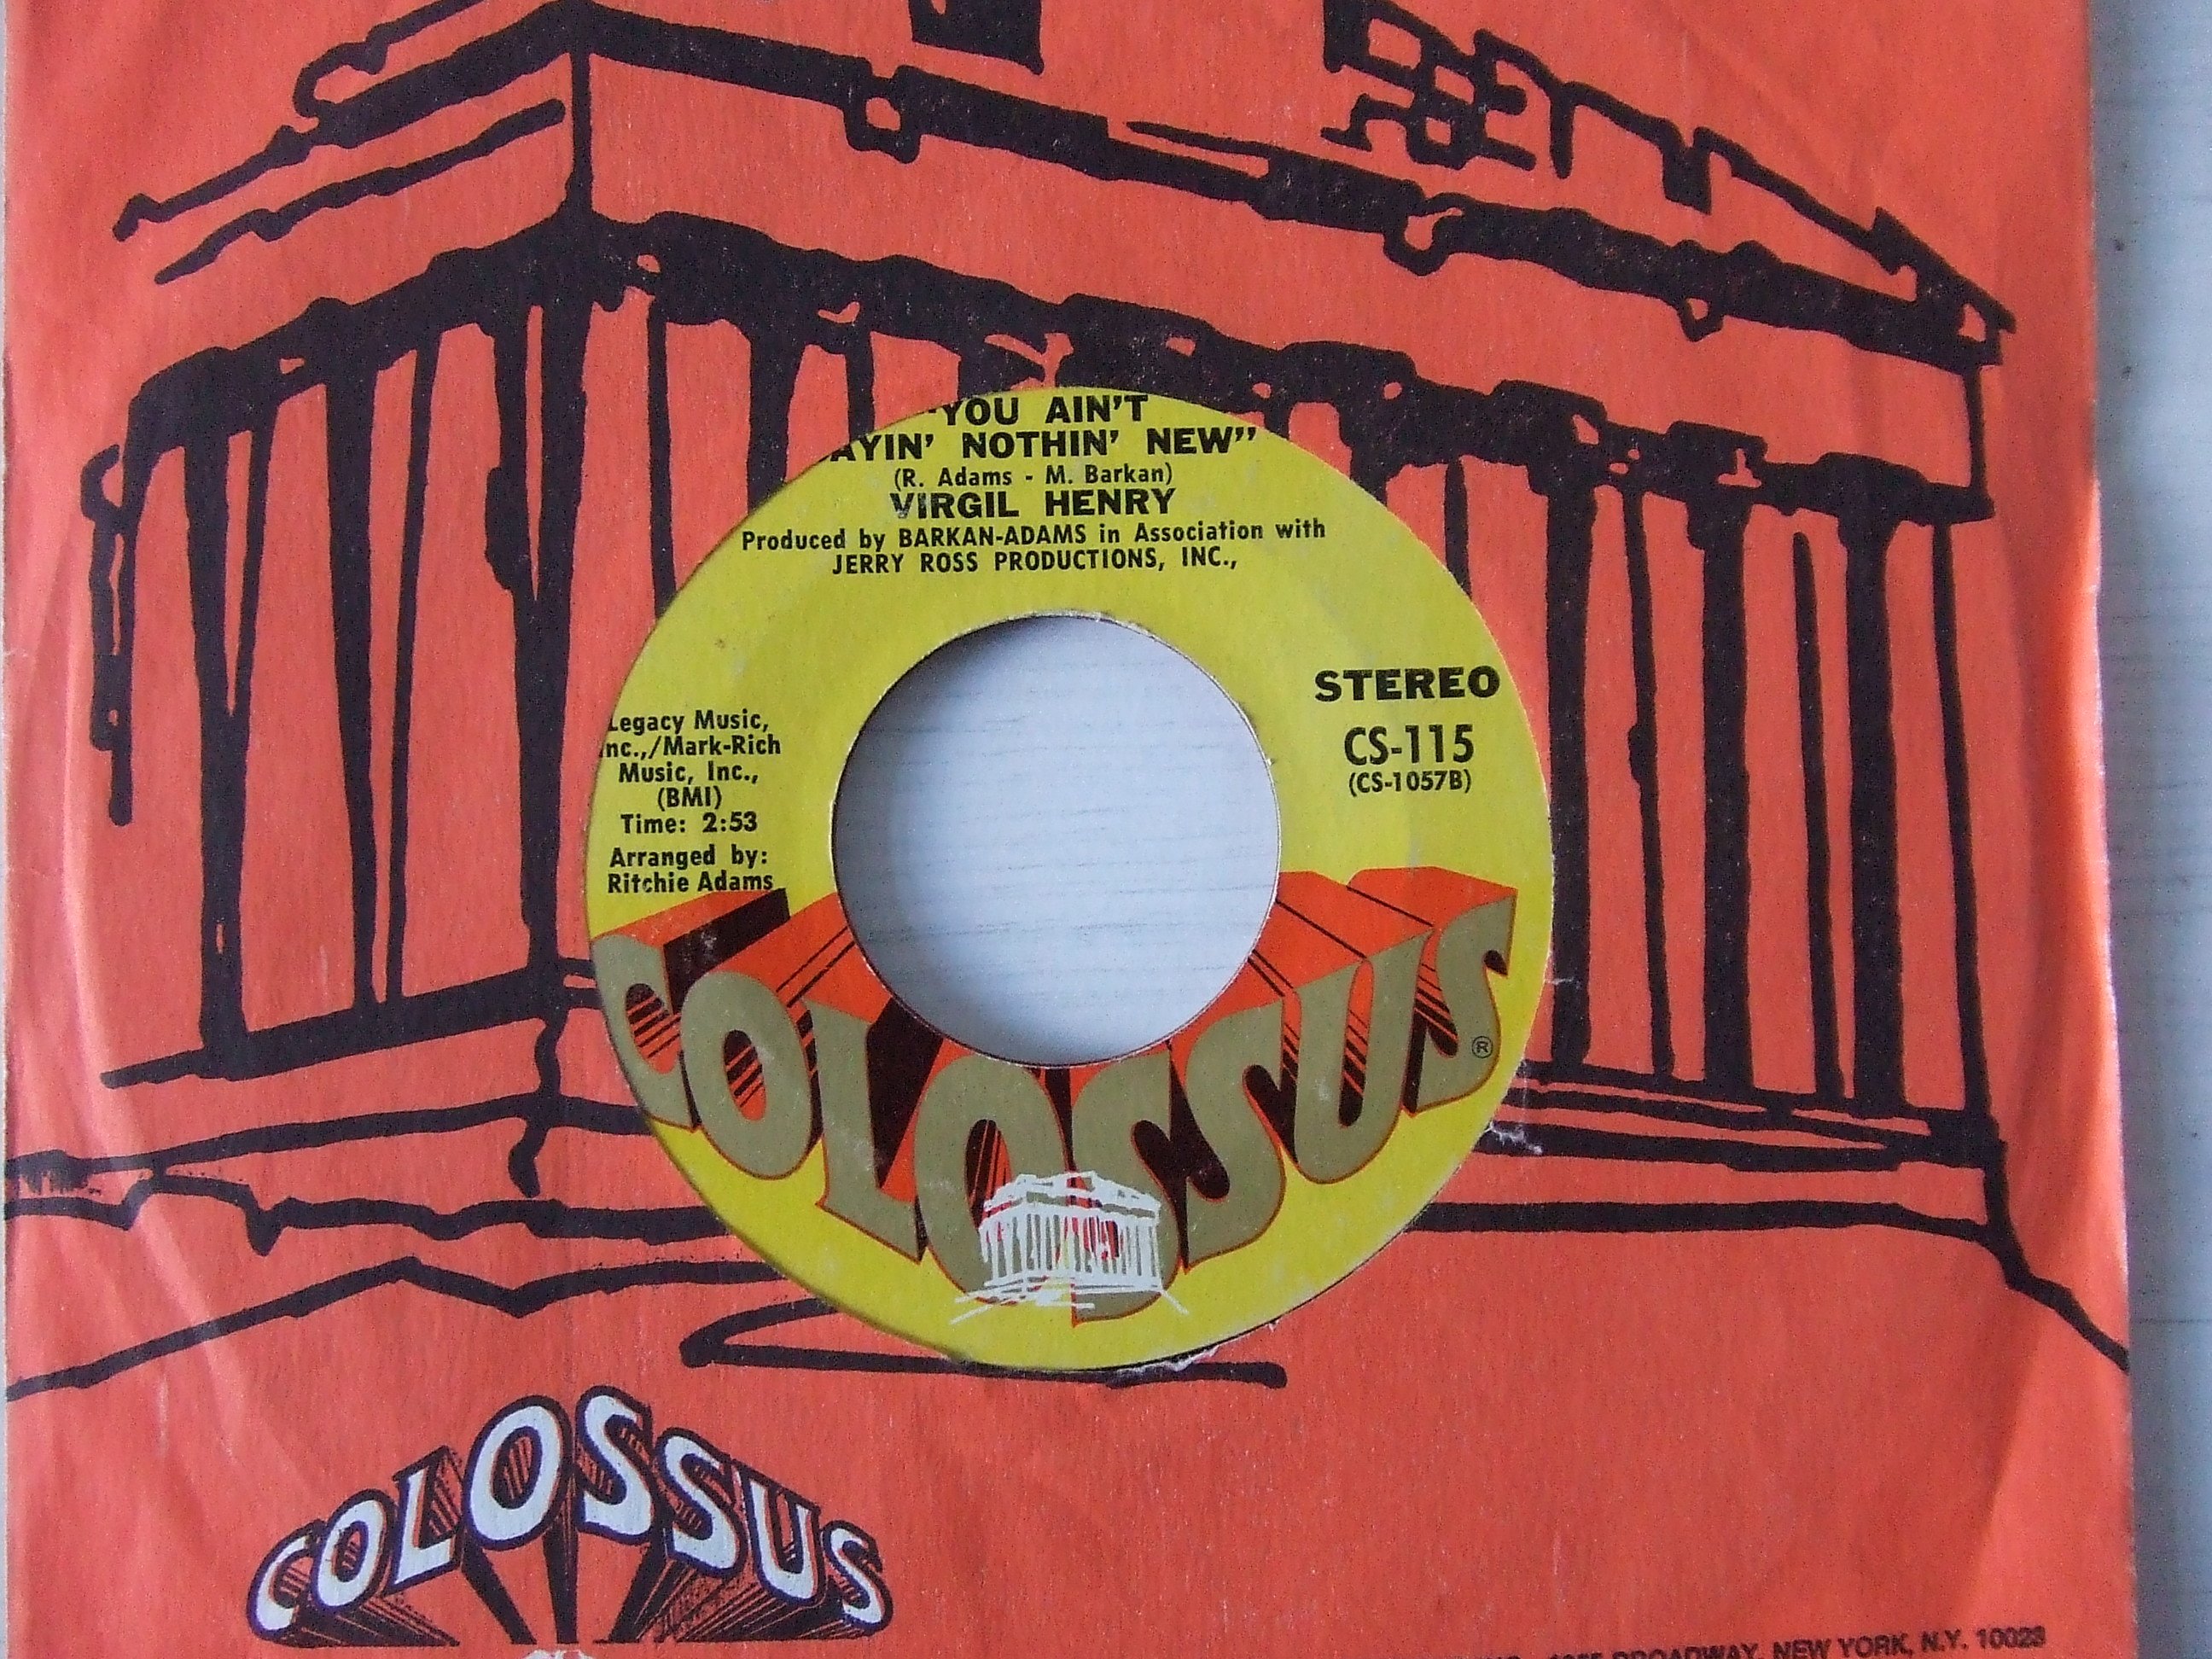 "YOU AIN'T
AYIN' NOTHIN' NEW"
(R. Adams - M. Barkan)
VIRGIL HENRY
Produced by BARKAN-ADAMS in Association with
JERRY ROSS PRODUCTIONS, INC.,
STEREO
CS-115
(CS-1057B)
Legacy Music,
Inc.,/Mark-Rich
Music, Inc.,
(BMI)
Time: 2:53
Arranged by:
Ritchie Adams
COLOSSUS
®
COLOSSUS
BROADWAY, NEW YORK, N.Y. 10023